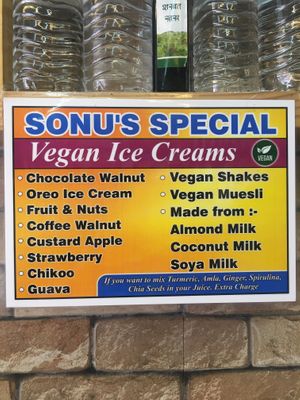 SONU'S SPECIAL
Vegan Ice Creams
VEGAN
• Chocolate Walnut
• Oreo Ice Cream
• Fruit & Nuts
• Coffee Walnut
• Custard Apple
• Strawberry
• Chikoo
• Guava
• Vegan Shakes
• Vegan Muesli
• Made from :-
Almond Milk
Coconut Milk
Soya Milk
If you want to mix Turmeric, Amla, Ginger, Spirulina,
Chia Seeds in your Juice. Extra Charge